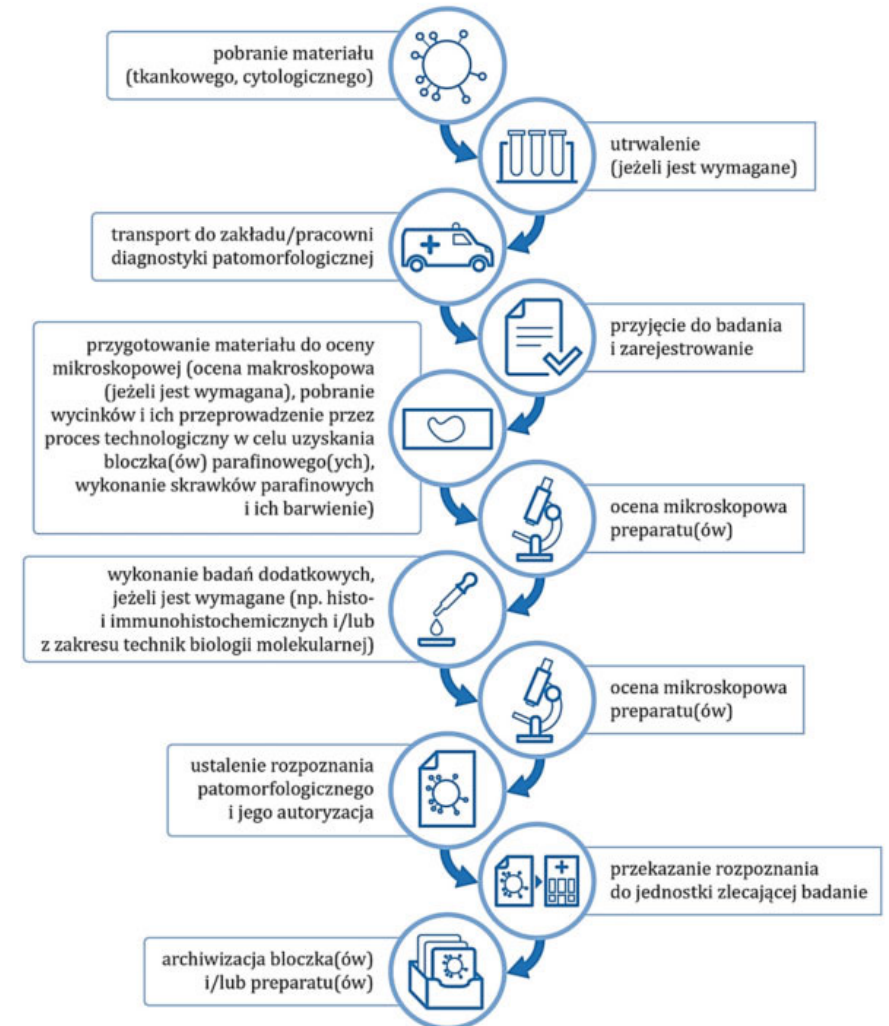 pobranie materiału
(tkankowego, cytologicznego)
utrwalenie
(jeżeli jest wymagane)
transport do zakładu/pracowni
diagnostyki patomorfologicznej
przyjęcie do badania
i zarejestrowanie
przygotowanie materiału do oceny
mikroskopowej (ocena makroskopowa
(jeżeli jest wymagana), pobranie
wycinków i ich przeprowadzenie przez
proces technologiczny w celu uzyskania
bloczka(ów) parafinowego(ych),
wykonanie skrawków parafinowych
i ich barwienie)
ocena mikroskopowa
preparatu(ów)
wykonanie badań dodatkowych,
jeżeli jest wymagane (np. histo-
i immunohistochemicznych i/lub
z zakresu technik biologii molekularnej)
ocena mikroskopowa
preparatu(ów)
ustalenie rozpoznania
patomorfologicznego
i jego autoryzacja
przekazanie rozpoznania
do jednostki zlecającej badanie
archiwizacja bloczka(ów)
i/lub preparatu(ów)